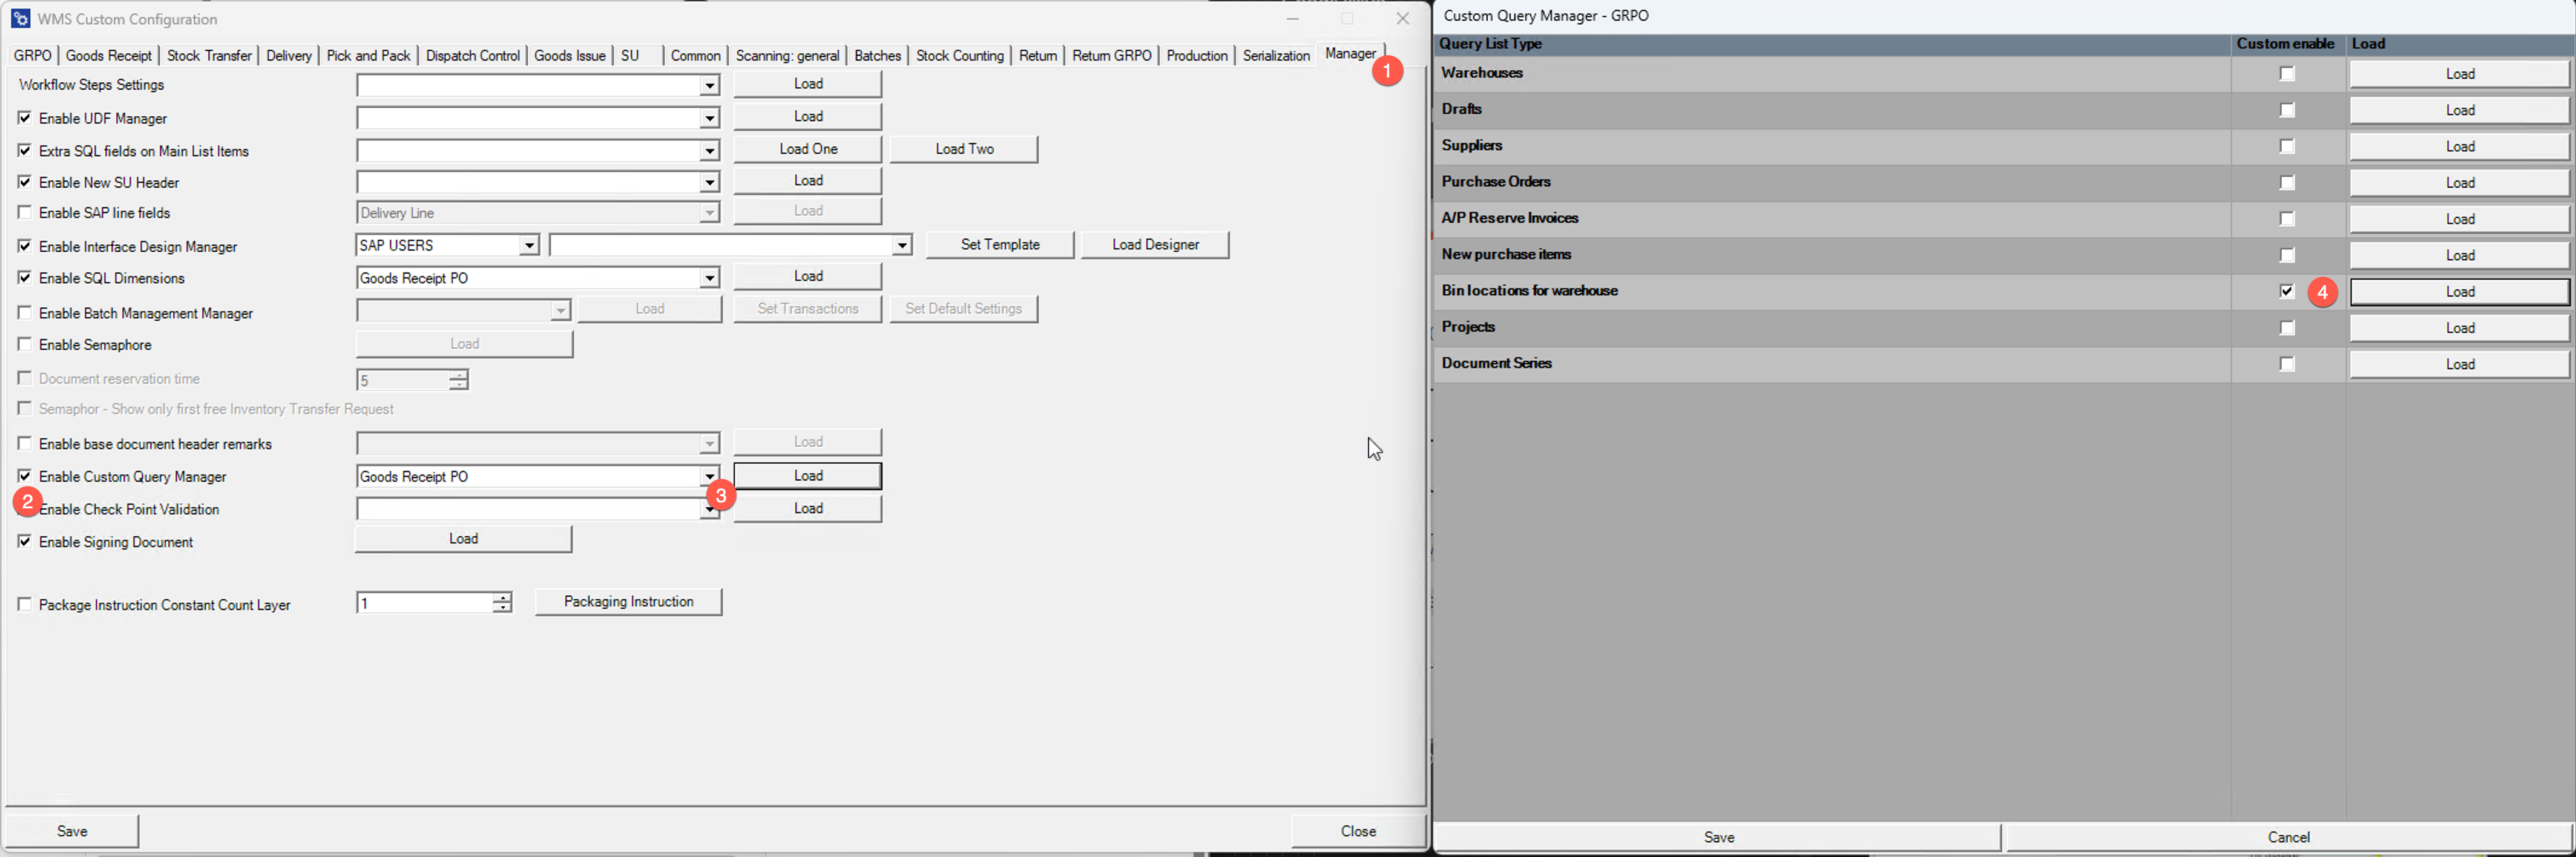 WMS Custom Configuration
GRPO Goods Receipt Stock Transfer Delivery Pick and Pack Dispatch Control Goods Issue SU Common Scanning: general Batches Stock Counting Return Return GRPO Production Serialization Manager
1
Workflow Steps Settings Load
Enable UDF Manager Load
Extra SQL fields on Main List Items Load One Load Two
Enable New SU Header Load
Enable SAP line fields Delivery Line Load
Enable Interface Design Manager SAP USERS Set Template Load Designer
Enable SQL Dimensions Goods Receipt PO Load
Enable Batch Management Manager Load Set Transactions Set Default Settings
Enable Semaphore Load
Document reservation time 5
Semaphor - Show only first free Inventory Transfer Request
Enable base document header remarks Load
Enable Custom Query Manager Goods Receipt PO Load
2 3
Enable Check Point Validation Load
Enable Signing Document Load
Package Instruction Constant Count Layer 1 Packaging Instruction
Save Close
Custom Query Manager - GRPO
Query List Type Custom enable Load
Warehouses Load
Drafts Load
Suppliers Load
Purchase Orders Load
A/P Reserve Invoices Load
New purchase items Load
Bin locations for warehouse 4 Load
Projects Load
Document Series Load
Save Cancel